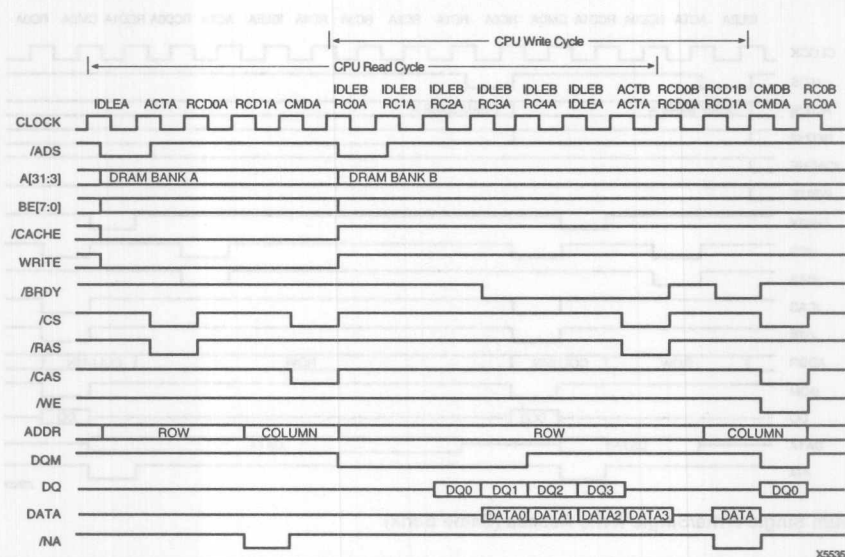 CPU Write Cycle
CPU Read Cycle
IDLEB IDLEB IDLEB IDLEB IDLEB IDLEB ACTB RCD0B RCD1B CMDB RC0B
IDLEA ACTA RCD0A RCD1A CMDA RC0A RC1A RC2A RC3A RC4A IDLEA ACTA RCD0A RCD1A CMDA RC0A
CLOCK
/ADS
A[31:3] DRAM BANK A DRAM BANK B
BE[7:0]
/CACHE
WRITE
/BRDY
/CS
/RAS
/CAS
/WE
ADDR ROW COLUMN ROW COLUMN
DQM
DQ DQ0 DQ1 DQ2 DQ3 DQ0
DATA DATA0 DATA1 DATA2 DATA3 DATA
/NA
X5536